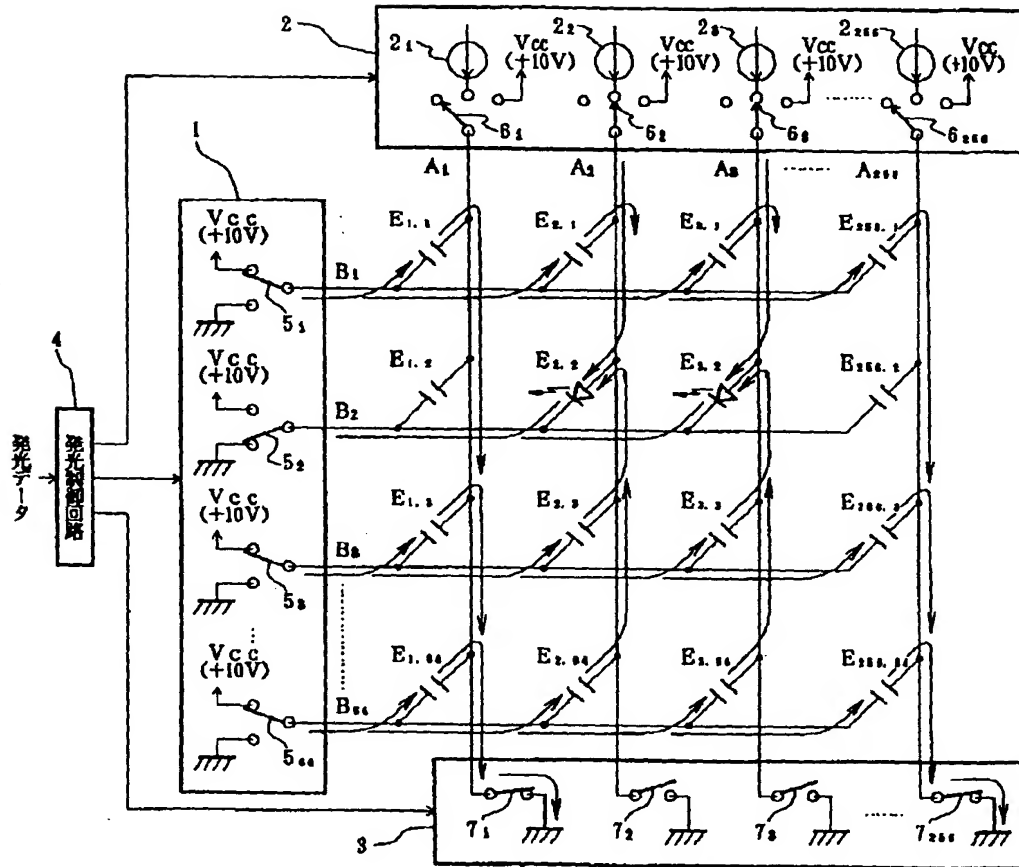 2
2₁
2₂
2₃
2₂₅₆
Vcc
(+10V)
Vcc
(+10V)
Vcc
(+10V)
Vcc
(+10V)
6₁
6₂
6₃
6₂₅₆
1
A₁
A₂
A₃
A₂₅₆
Vcc
(+10V)
E₁.₁
E₂.₁
E₃.₁
E₂₅₆.₁
B₁
5₁
4
Vcc
(+10V)
E₁.₂
E₂.₂
E₃.₂
E₂₅₆.₂
B₂
5₂
発光データ
発光制御回路
Vcc
(+10V)
E₁.₃
E₂.₃
E₃.₃
E₂₅₆.₃
B₃
5₃
Vcc
(+10V)
E₁.₆₄
E₂.₆₄
E₃.₆₄
E₂₅₆.₆₄
B₆₄
5₆₄
7₁
7₂
7₃
7₂₅₆
3